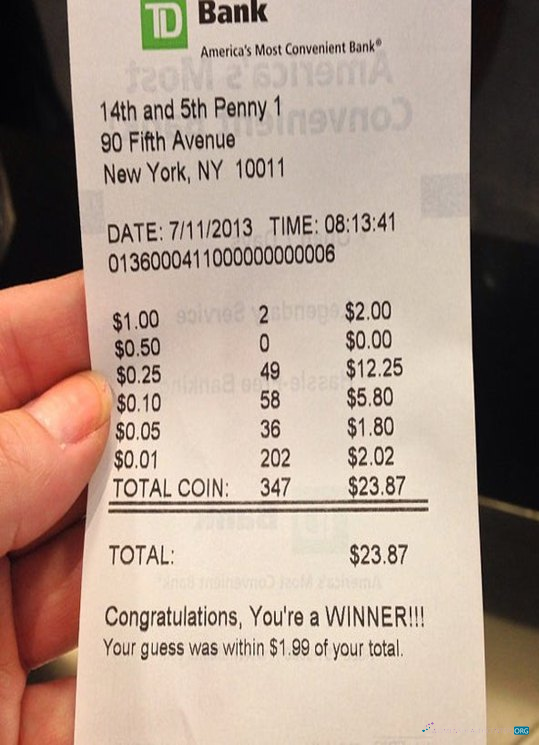 TD Bank
America's Most Convenient Bank®
14th and 5th Penny 1
90 Fifth Avenue
New York, NY 10011
DATE: 7/11/2013 TIME: 08:13:41
0136000411000000000006
$1.00 2 $2.00
$0.50 0 $0.00
$0.25 49 $12.25
$0.10 58 $5.80
$0.05 36 $1.80
$0.01 202 $2.02
TOTAL COIN: 347 $23.87
TOTAL: $23.87
Congratulations, You're a WINNER!!!
Your guess was within $1.99 of your total.
ORG